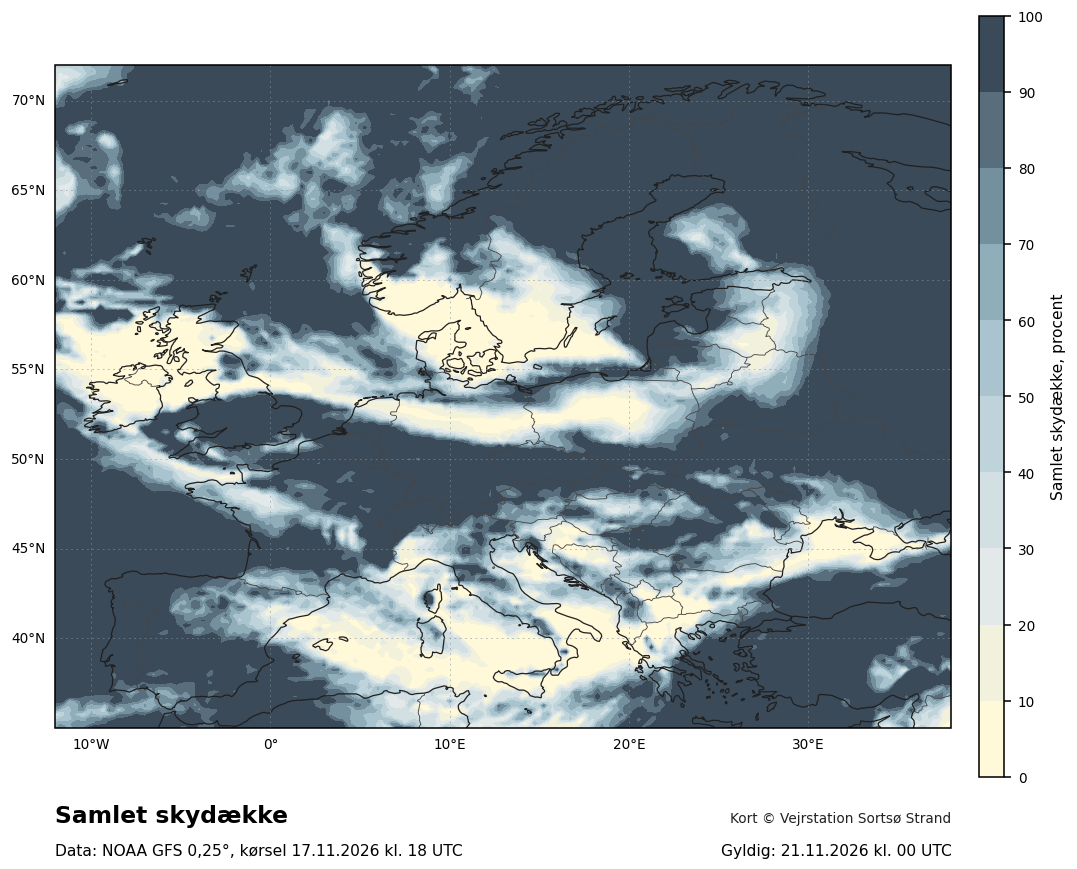 70°N
65°N
60°N
55°N
50°N
45°N
40°N
10°W 0° 10°E 20°E 30°E
100
90
80
70
60
50
40
30
20
10
0
Samlet skydække, procent
Samlet skydække
Kort © Vejrstation Sortsø Strand
Data: NOAA GFS 0,25°, kørsel 17.11.2026 kl. 18 UTC
Gyldig: 21.11.2026 kl. 00 UTC